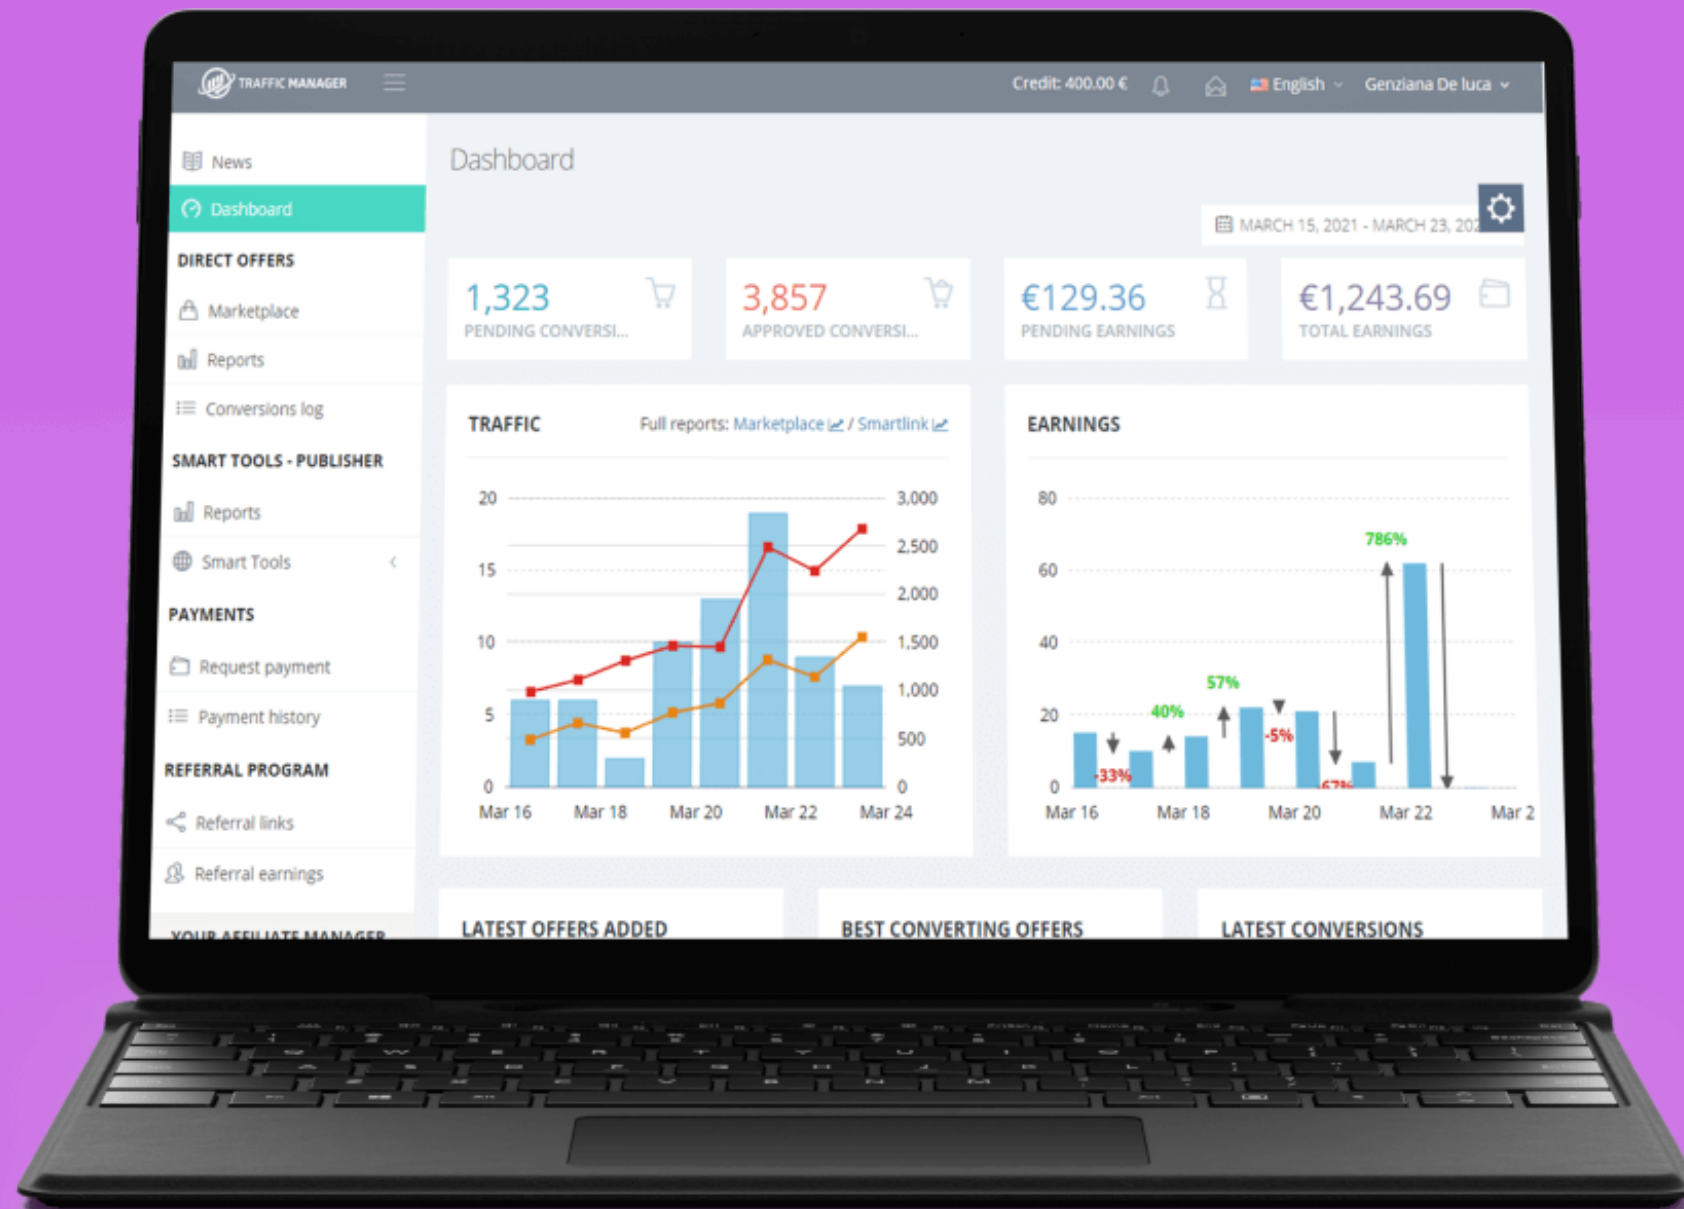 TRAFFIC MANAGER
Credit: 400.00 €
English
Genziana De luca
News
Dashboard
DIRECT OFFERS
Marketplace
Reports
Conversions log
SMART TOOLS - PUBLISHER
Reports
Smart Tools
PAYMENTS
Request payment
Payment history
REFERRAL PROGRAM
Referral links
Referral earnings
YOUR AFFILIATE MANAGER
Dashboard
MARCH 15, 2021 - MARCH 23, 202
1,323
PENDING CONVERSI...
3,857
APPROVED CONVERSI...
€129.36
PENDING EARNINGS
€1,243.69
TOTAL EARNINGS
TRAFFIC
Full reports: Marketplace / Smartlink
20
15
10
5
0
3,000
2,500
2,000
1,500
1,000
500
0
Mar 16 Mar 18 Mar 20 Mar 22 Mar 24
EARNINGS
80
60
40
20
0
-33%
40%
57%
-5%
-67%
786%
Mar 16 Mar 18 Mar 20 Mar 22 Mar 2
LATEST OFFERS ADDED
BEST CONVERTING OFFERS
LATEST CONVERSIONS